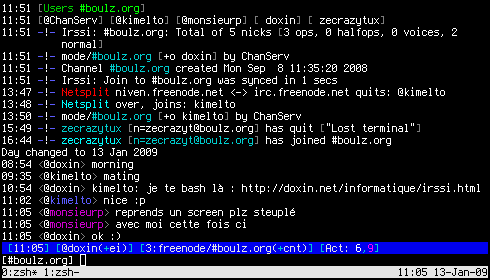 11:51 [Users #boulz.org]
11:51 [@ChanServ] [@kimelto] [@monsieurp] [ doxin] [ zecrazytux]
11:51 -!- Irssi: #boulz.org: Total of 5 nicks [3 ops, 0 halfops, 0 voices, 2
normal]
11:51 -!- mode/#boulz.org [+o doxin] by ChanServ
11:51 -!- Channel #boulz.org created Mon Sep  8 11:35:20 2008
11:51 -!- Irssi: Join to #boulz.org was synced in 1 secs
13:47 -!- Netsplit niven.freenode.net <-> irc.freenode.net quits: @kimelto
13:48 -!- Netsplit over, joins: kimelto
13:50 -!- mode/#boulz.org [+o kimelto] by ChanServ
15:49 -!- zecrazytux [n=zecrazyt@boulz.org] has quit ["Lost terminal"]
16:44 -!- zecrazytux [n=zecrazyt@boulz.org] has joined #boulz.org
Day changed to 13 Jan 2009
08:54 <@doxin> morning
09:35 <@kimelto> mating
10:54 <@doxin> kimelto: je te bash là : http://doxin.net/informatique/irssi.html
11:02 <@kimelto> nice :p
11:05 <@monsieurp> reprends un screen plz steuplé
11:05 <@monsieurp> avec moi cette fois ci
11:05 <@doxin> ok :)
[11:05] [@doxin(+ei)] [3:freenode/#boulz.org(+cnt)] [Act: 6,9]
[#boulz.org]
0:zsh* 1:zsh- 11:05 13-Jan-09